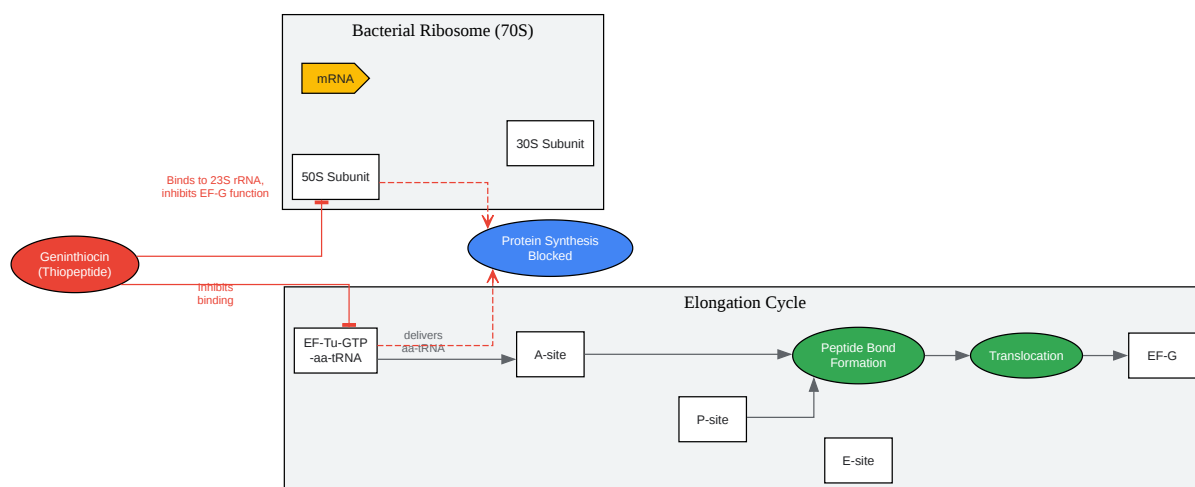 Bacterial Ribosome (70S)
mRNA
30S Subunit
50S Subunit
Binds to 23S rRNA,
inhibits EF-G function
Protein Synthesis
Blocked
Geninthiocin
(Thiopeptide)
Inhibits
binding
Elongation Cycle
EF-Tu-GTP
-aa-tRNA
delivers
aa-tRNA
A-site
Peptide Bond
Formation
Translocation
EF-G
P-site
E-site